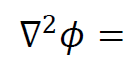 ∇²ϕ =